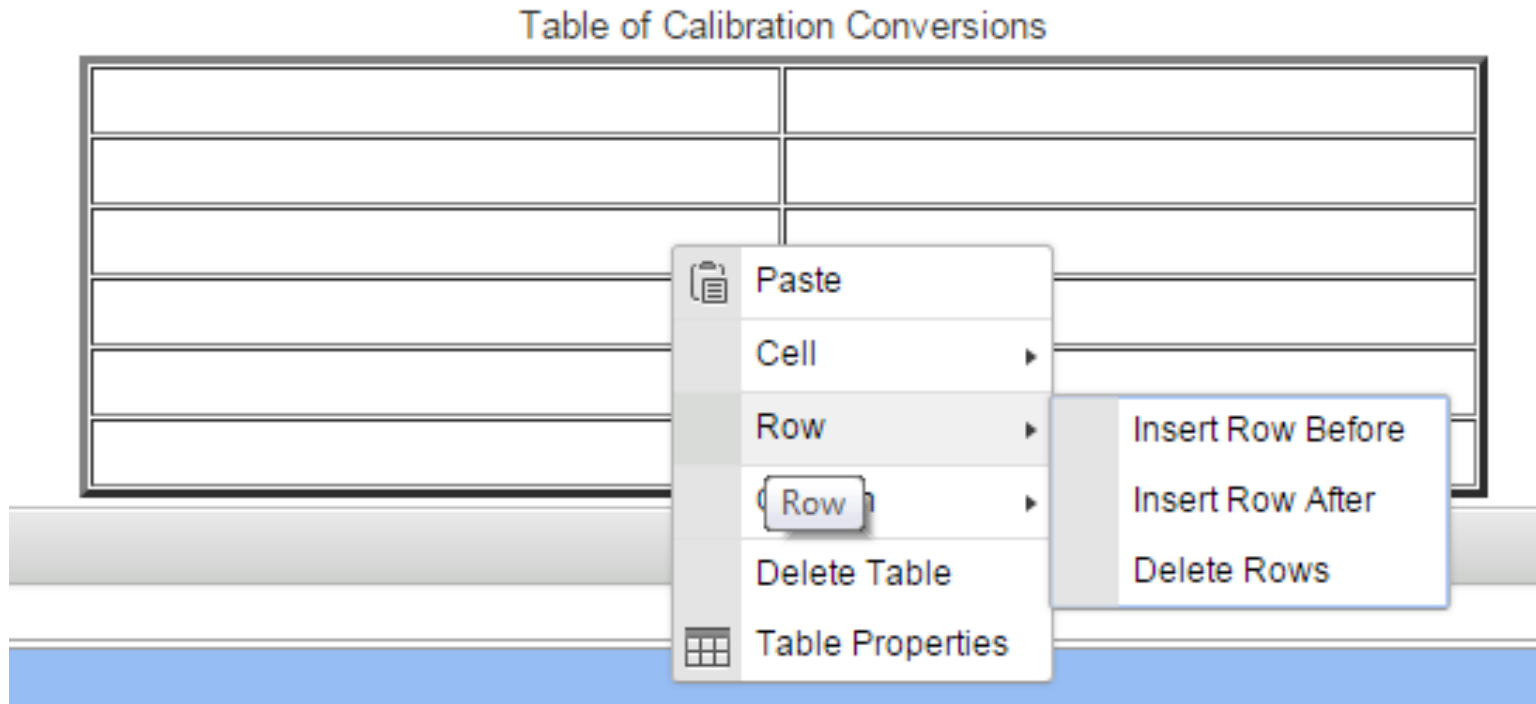 Table of Calibration Conversions
Paste
Cell
Row
Insert Row Before
Row
Insert Row After
Delete Table
Delete Rows
Table Properties